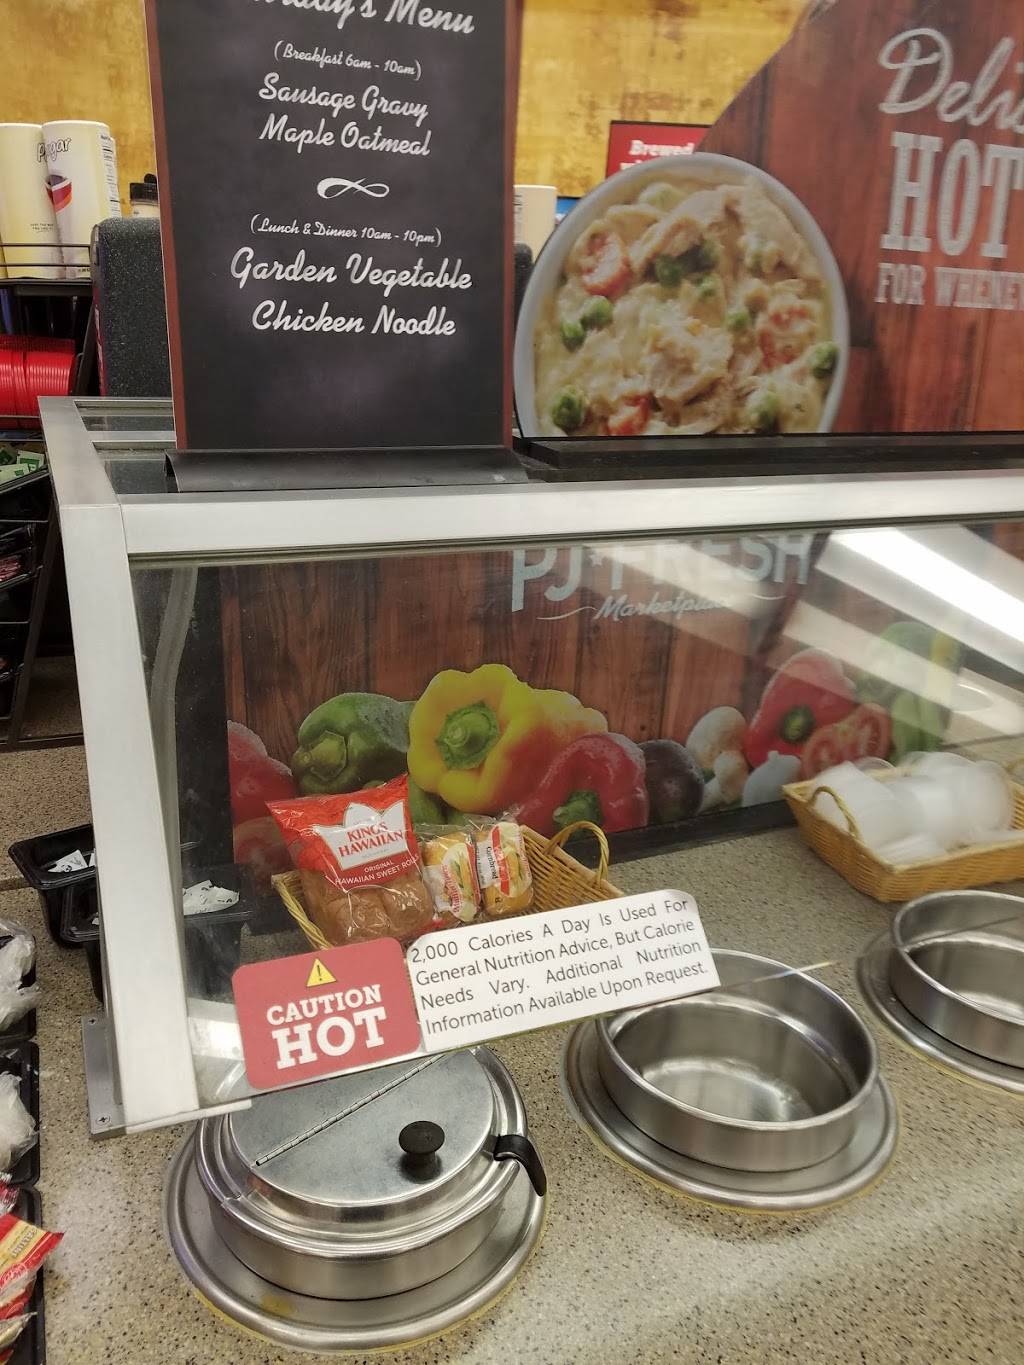 Menu
(Breakfast 6am - 10am)
Sausage Gravy
Maple Oatmeal
(Lunch & Dinner 10am - 10pm)
Garden Vegetable
Chicken Noodle
Brewed
HOT
FOR
PJ FRESH
Marketplace
KING'S
HAWAIIAN
ORIGINAL
HAWAIIAN SWEET ROLLS
CAUTION
HOT
2,000 Calories A Day Is Used For
General Nutrition Advice, But Calorie
Needs Vary. Additional Nutrition
Information Available Upon Request.